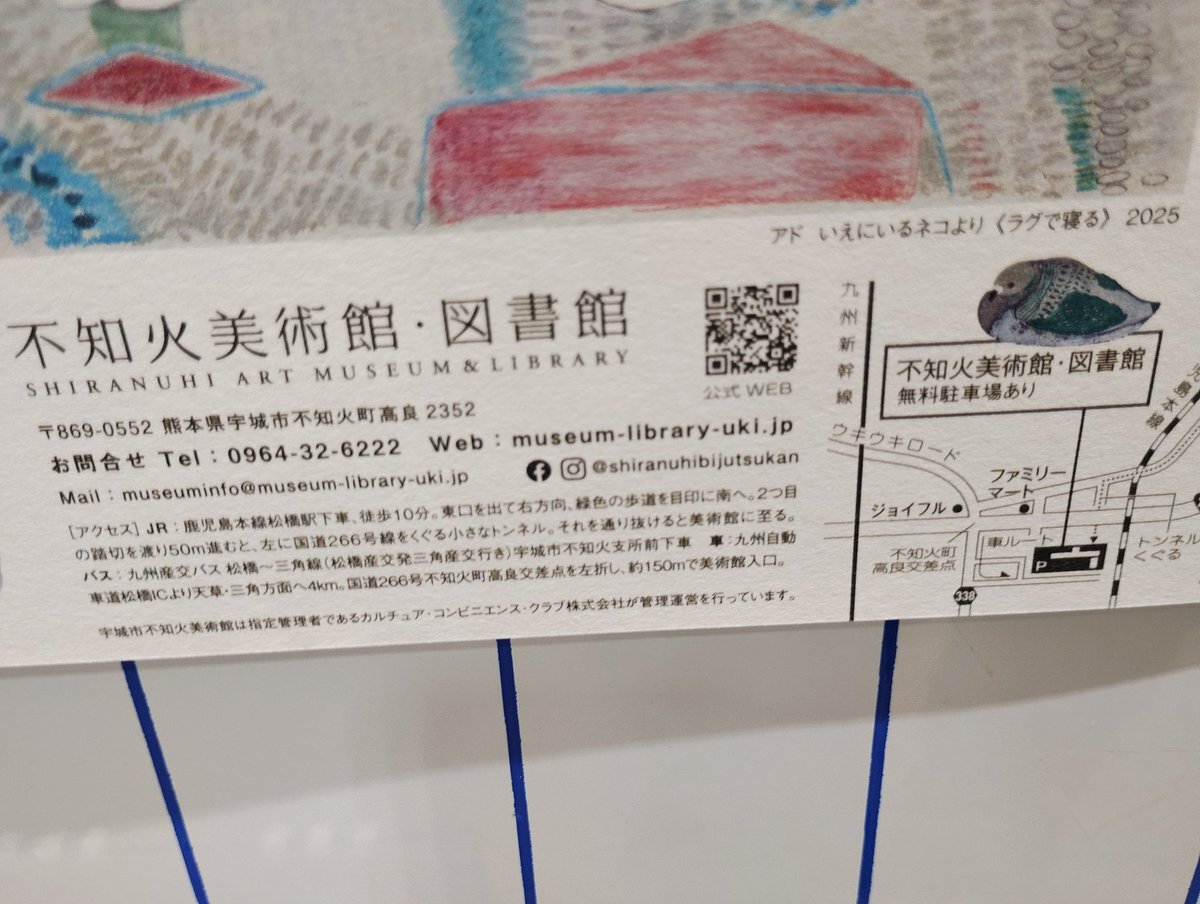 アド いえにいるネコより《ラグで寝る》 2025
不知火美術館・図書館
SHIRANUHI ART MUSEUM & LIBRARY
公式 WEB
〒869-0552 熊本県宇城市不知火町高良 2352
お問合せ Tel：0964-32-6222 Web：museum-library-uki.jp
Mail：museuminfo@museum-library-uki.jp
@shiranuhibijutsukan
［アクセス］JR：鹿児島本線松橋駅下車、徒歩10分。東口を出て右方向、緑色の歩道を目印に南へ。2つ目
の踏切を渡り50m進むと、左に国道266号線をくぐる小さなトンネル。それを通り抜けると美術館に至る。
バス：九州産交バス 松橋〜三角線（松橋産交発三角産交行き）宇城市不知火支所前下車 車：九州自動
車道松橋ICより天草・三角方面へ4km。国道266号不知火町高良交差点を左折し、約150mで美術館入口。
宇城市不知火美術館は指定管理者であるカルチュア・コンビニエンス・クラブ株式会社が管理運営を行っています。
九州新幹線
不知火美術館・図書館
無料駐車場あり
児島本線
ウキウキロード
ファミリー
マート
ジョイフル
車ルート
不知火町
高良交差点
P
トンネル
くぐる
338